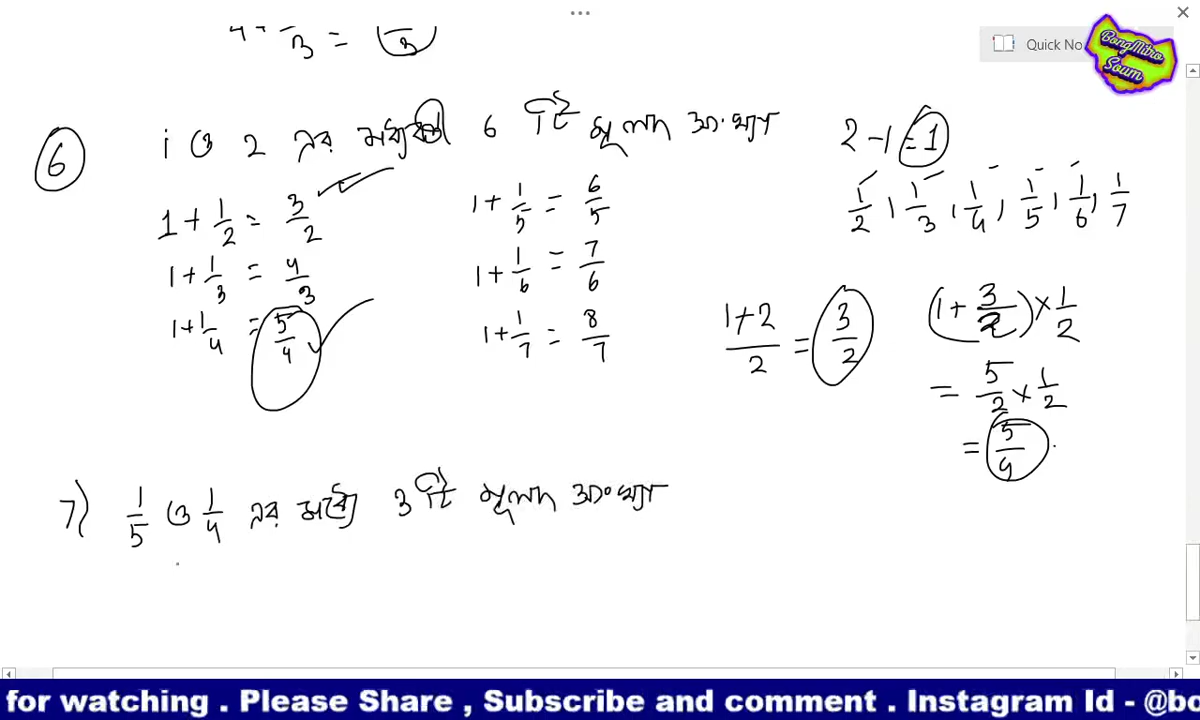 Quick No
BongMitro
Soum
6 1 ও 2 এর মধ্যবর্তী 6 টি মূলদ সংখ্যা
2-1=1
1/2, 1/3, 1/4, 1/5, 1/6, 1/7
1+1/2=3/2
1+1/3=4/3
1+1/4=5/4
1+1/5=6/5
1+1/6=7/6
1+1/7=8/7
1+2/2=3/2
(1+3/2)×1/2
=5/2×1/2
=5/4
7) 1/5 ও 1/4 এর মধ্যে 3 টি মূলদ সংখ্যা
for watching . Please Share , Subscribe and comment . Instagram Id - @bo